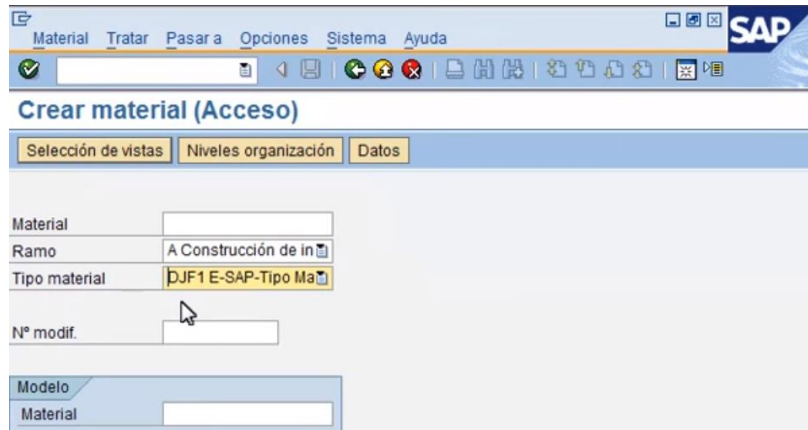 SAP
Material Tratar Pasar a Opciones Sistema Ayuda
Crear material (Acceso)
Selección de vistas Niveles organización Datos
Material
Ramo A Construcción de in
Tipo material DJF1 E-SAP-Tipo Ma
Nº modif.
Modelo
Material